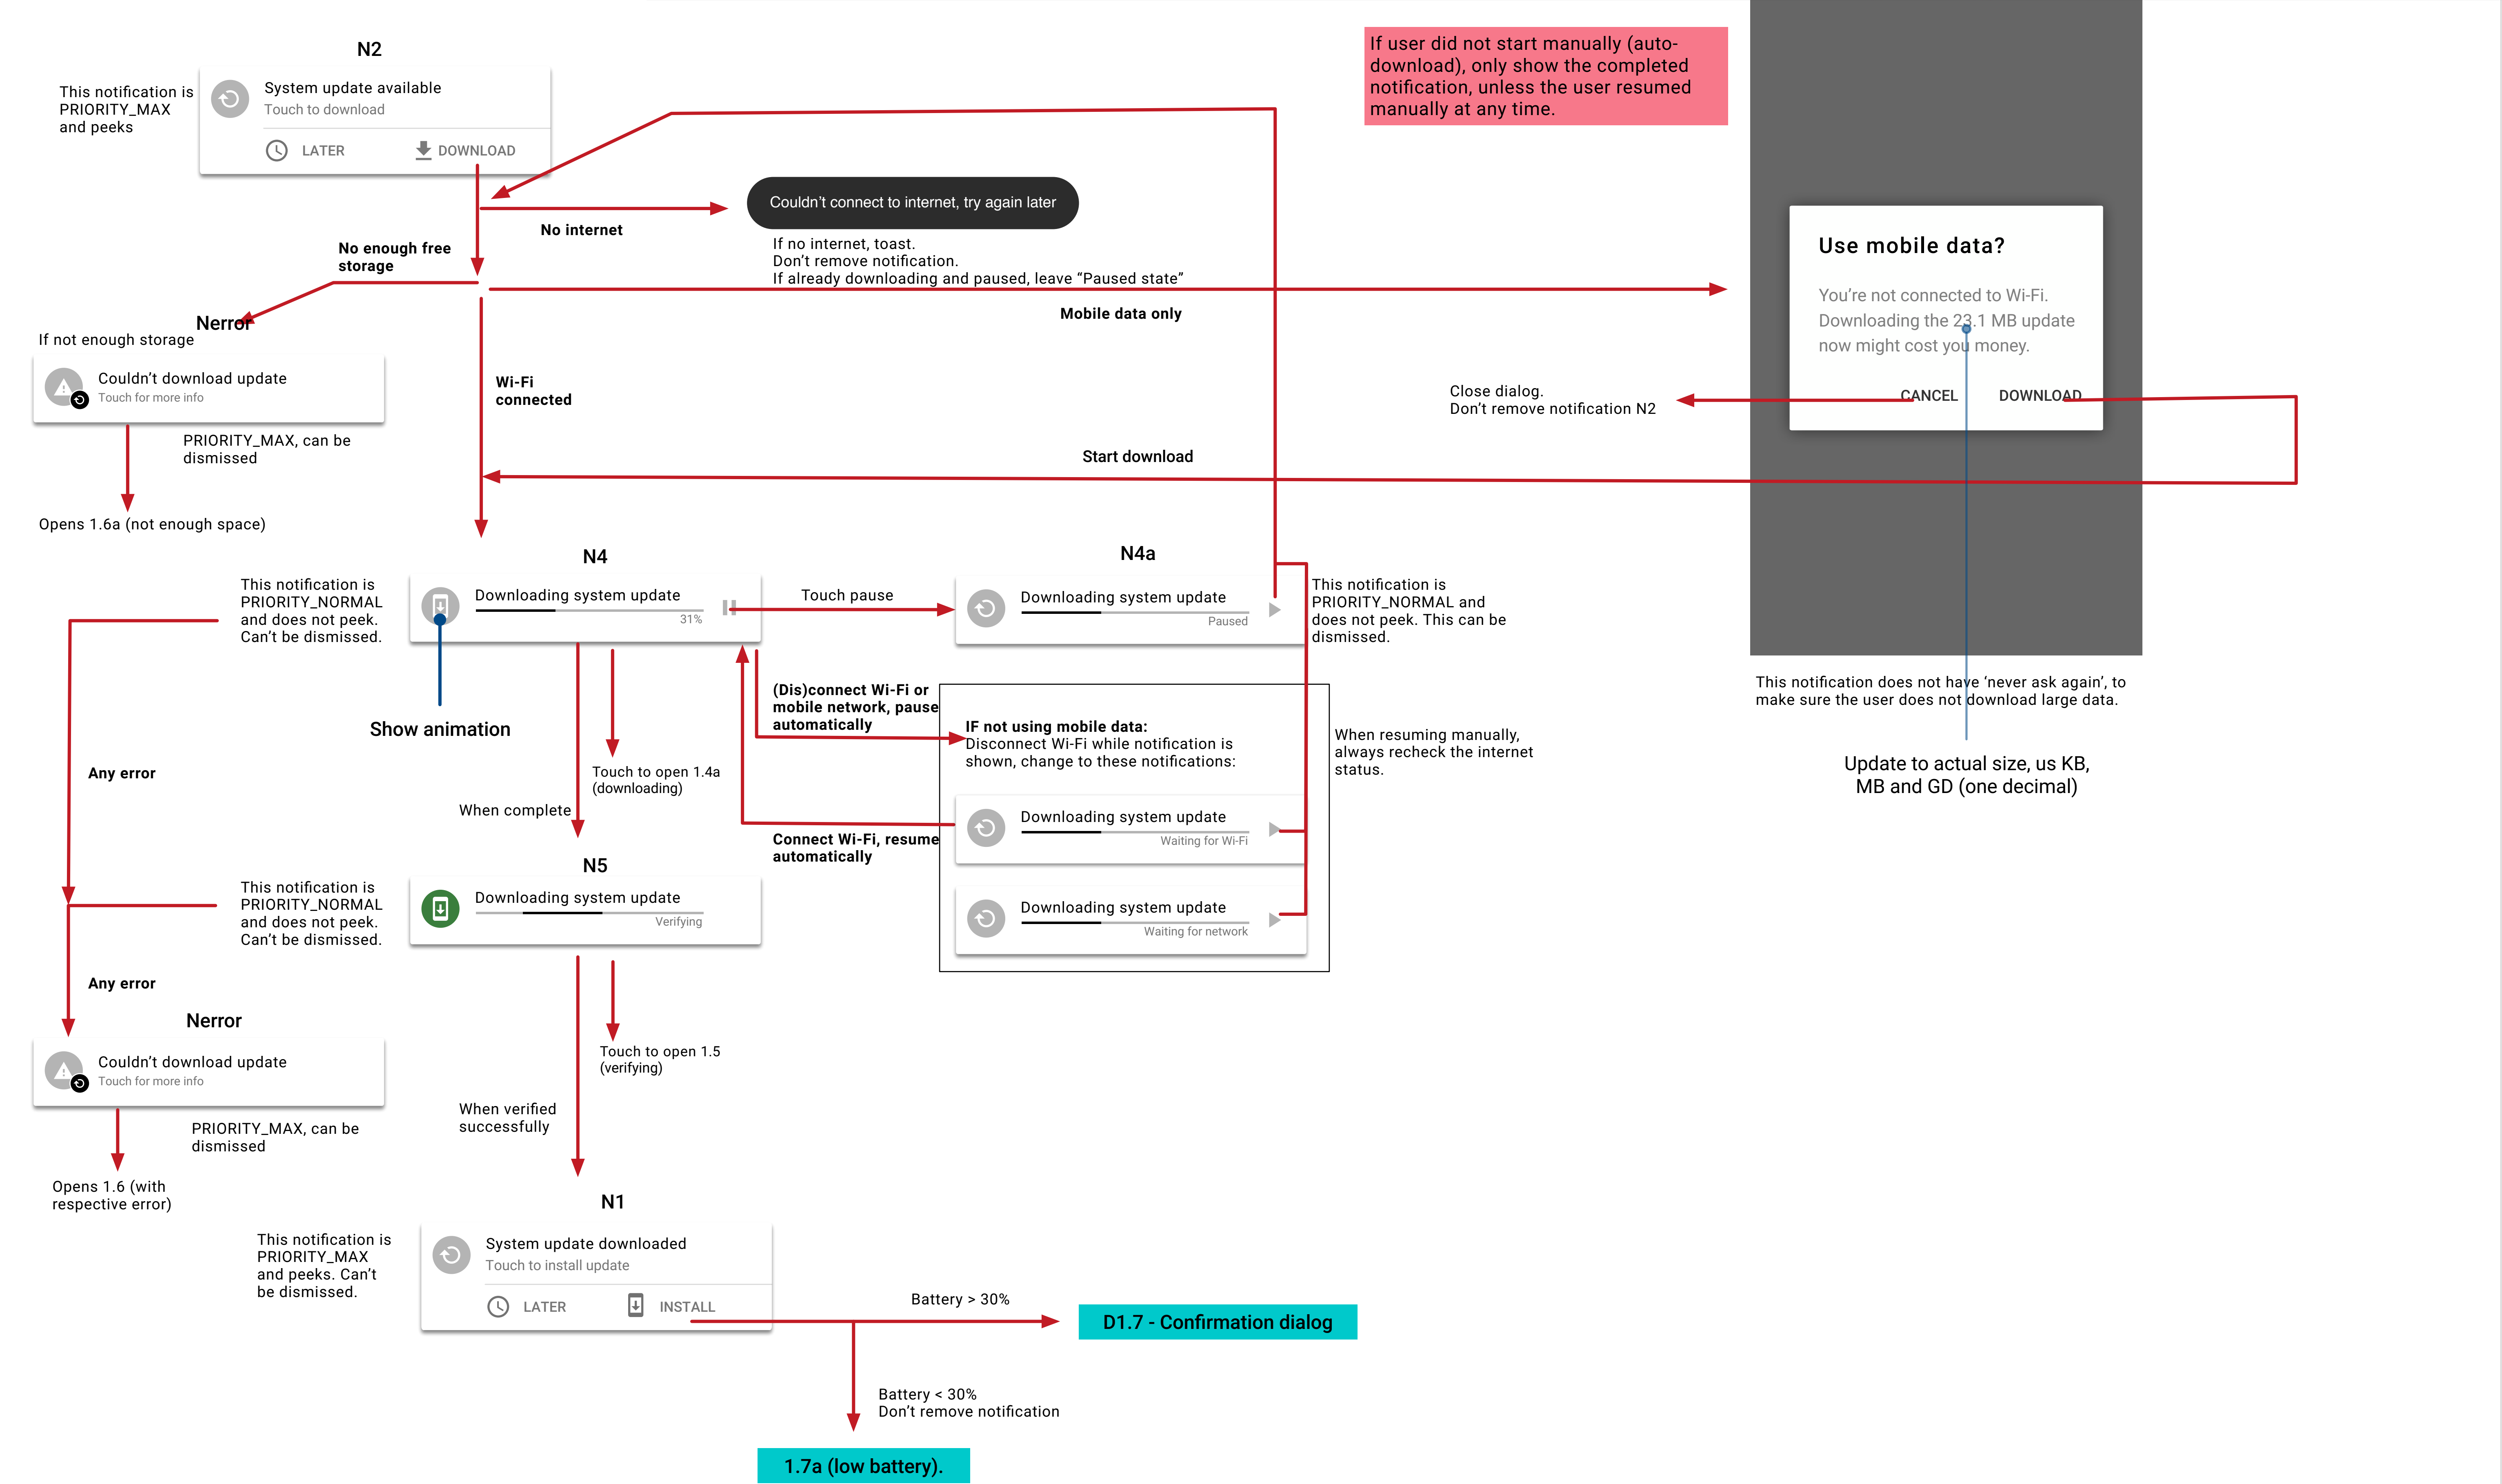 N2
This notification is
PRIORITY_MAX
and peeks
System update available
Touch to download
LATER
DOWNLOAD
If user did not start manually (auto-
download), only show the completed
notification, unless the user resumed
manually at any time.
No internet
Couldn’t connect to internet, try again later
If no internet, toast.
Don’t remove notification.
If already downloading and paused, leave “Paused state”
No enough free
storage
Mobile data only
Use mobile data?
You’re not connected to Wi-Fi.
Downloading the 23.1 MB update
now might cost you money.
CANCEL
DOWNLOAD
Close dialog.
Don’t remove notification N2
Start download
Nerror
If not enough storage
Couldn’t download update
Touch for more info
PRIORITY_MAX, can be
dismissed
Opens 1.6a (not enough space)
Wi-Fi
connected
N4
This notification is
PRIORITY_NORMAL
and does not peek.
Can’t be dismissed.
Downloading system update
31%
Touch pause
N4a
Downloading system update
Paused
This notification is
PRIORITY_NORMAL and
does not peek. This can be
dismissed.
This notification does not have ‘never ask again’, to
make sure the user does not download large data.
Update to actual size, us KB,
MB and GD (one decimal)
Show animation
(Dis)connect Wi-Fi or
mobile network, pause
automatically
IF not using mobile data:
Disconnect Wi-Fi while notification is
shown, change to these notifications:
When resuming manually,
always recheck the internet
status.
Any error
Touch to open 1.4a
(downloading)
When complete
Downloading system update
Waiting for Wi-Fi
Connect Wi-Fi, resume
automatically
Downloading system update
Waiting for network
N5
This notification is
PRIORITY_NORMAL
and does not peek.
Can’t be dismissed.
Downloading system update
Verifying
Any error
Nerror
Couldn’t download update
Touch for more info
PRIORITY_MAX, can be
dismissed
Opens 1.6 (with
respective error)
Touch to open 1.5
(verifying)
When verified
successfully
N1
This notification is
PRIORITY_MAX
and peeks. Can’t
be dismissed.
System update downloaded
Touch to install update
LATER
INSTALL
Battery > 30%
D1.7 - Confirmation dialog
Battery < 30%
Don’t remove notification
1.7a (low battery).